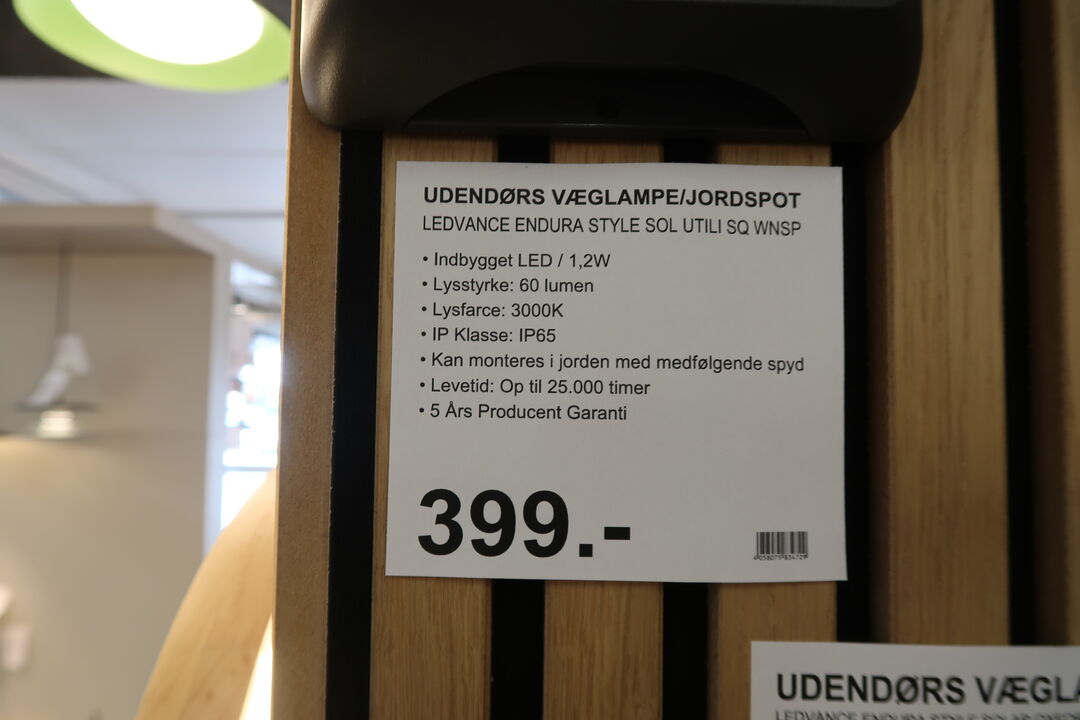 UDENDØRS VÆGLAMPE/JORDSPOT
LEDVANCE ENDURA STYLE SOL UTILI SQ WNSP
• Indbygget LED / 1,2W
• Lysstyrke: 60 lumen
• Lysfarce: 3000K
• IP Klasse: IP65
• Kan monteres i jorden med medfølgende spyd
• Levetid: Op til 25.000 timer
• 5 Års Producent Garanti
399.-
UDENDØRS